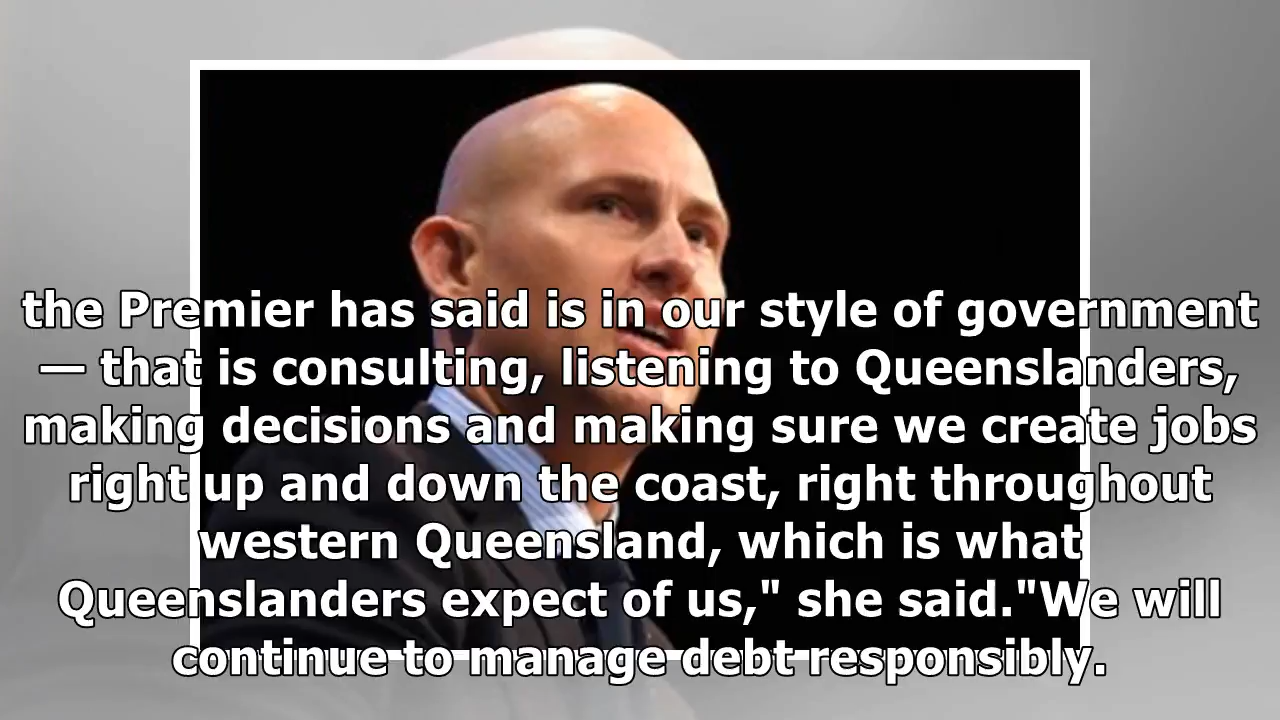 the Premier has said is in our style of government
— that is consulting, listening to Queenslanders,
making decisions and making sure we create jobs
right up and down the coast, right throughout
western Queensland, which is what
Queenslanders expect of us," she said."We will
continue to manage debt responsibly.